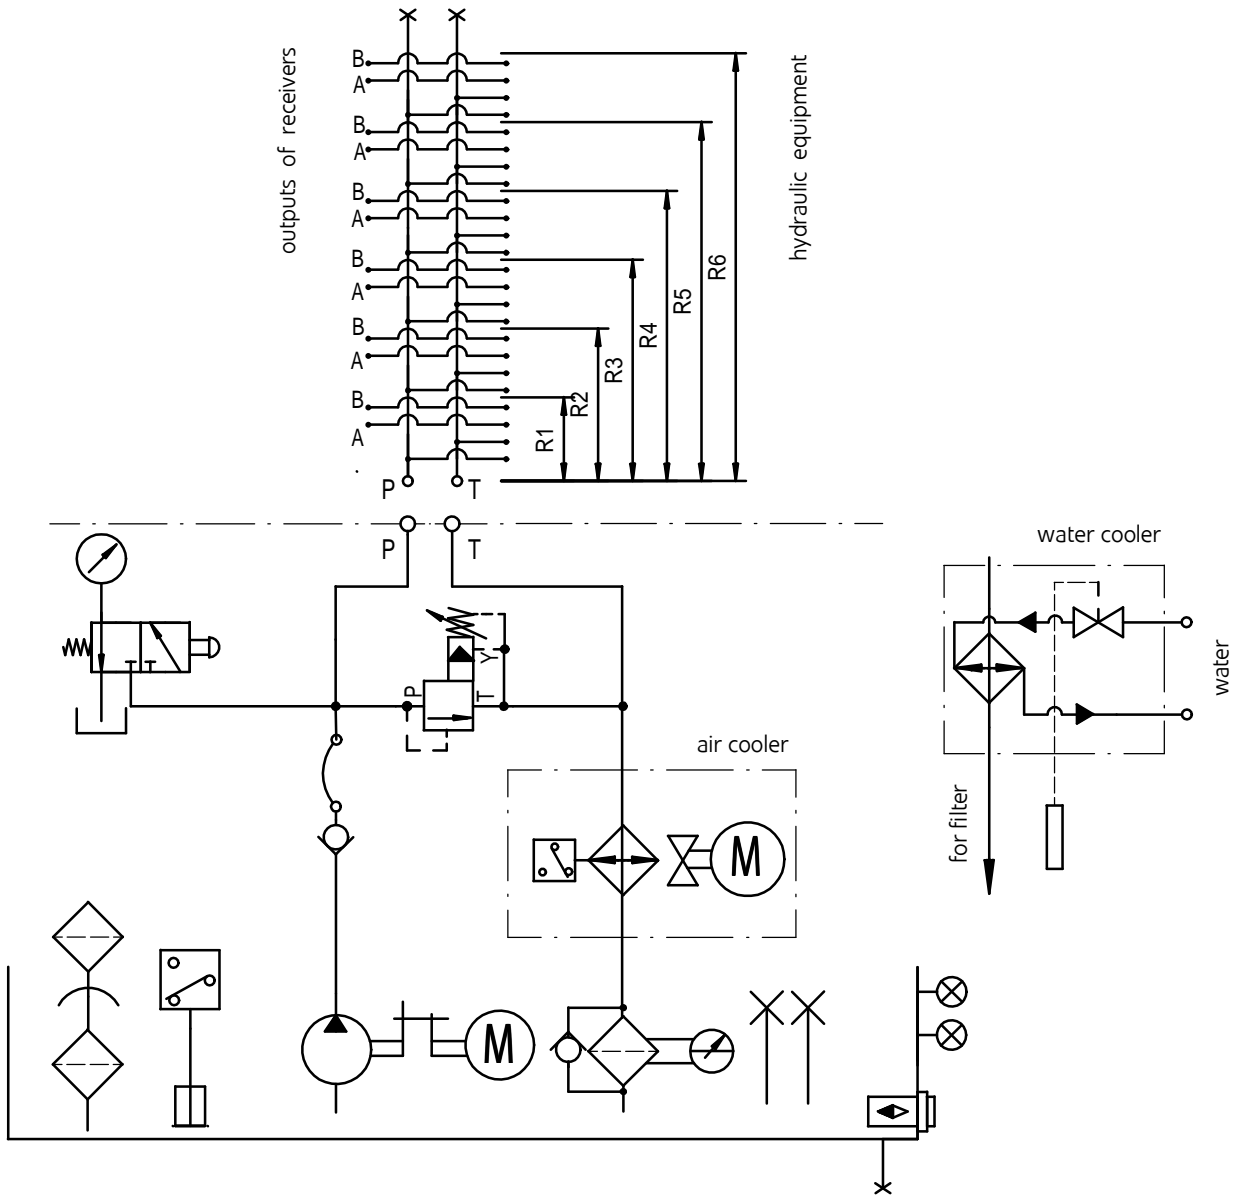 outputs of receivers
B
A
B
A
B
A
B
A
B
A
B
A
hydraulic equipment
R6
R5
R4
R3
R2
R1
P T
P T
water cooler
water
for filter
P
T
Y
air cooler
M
M